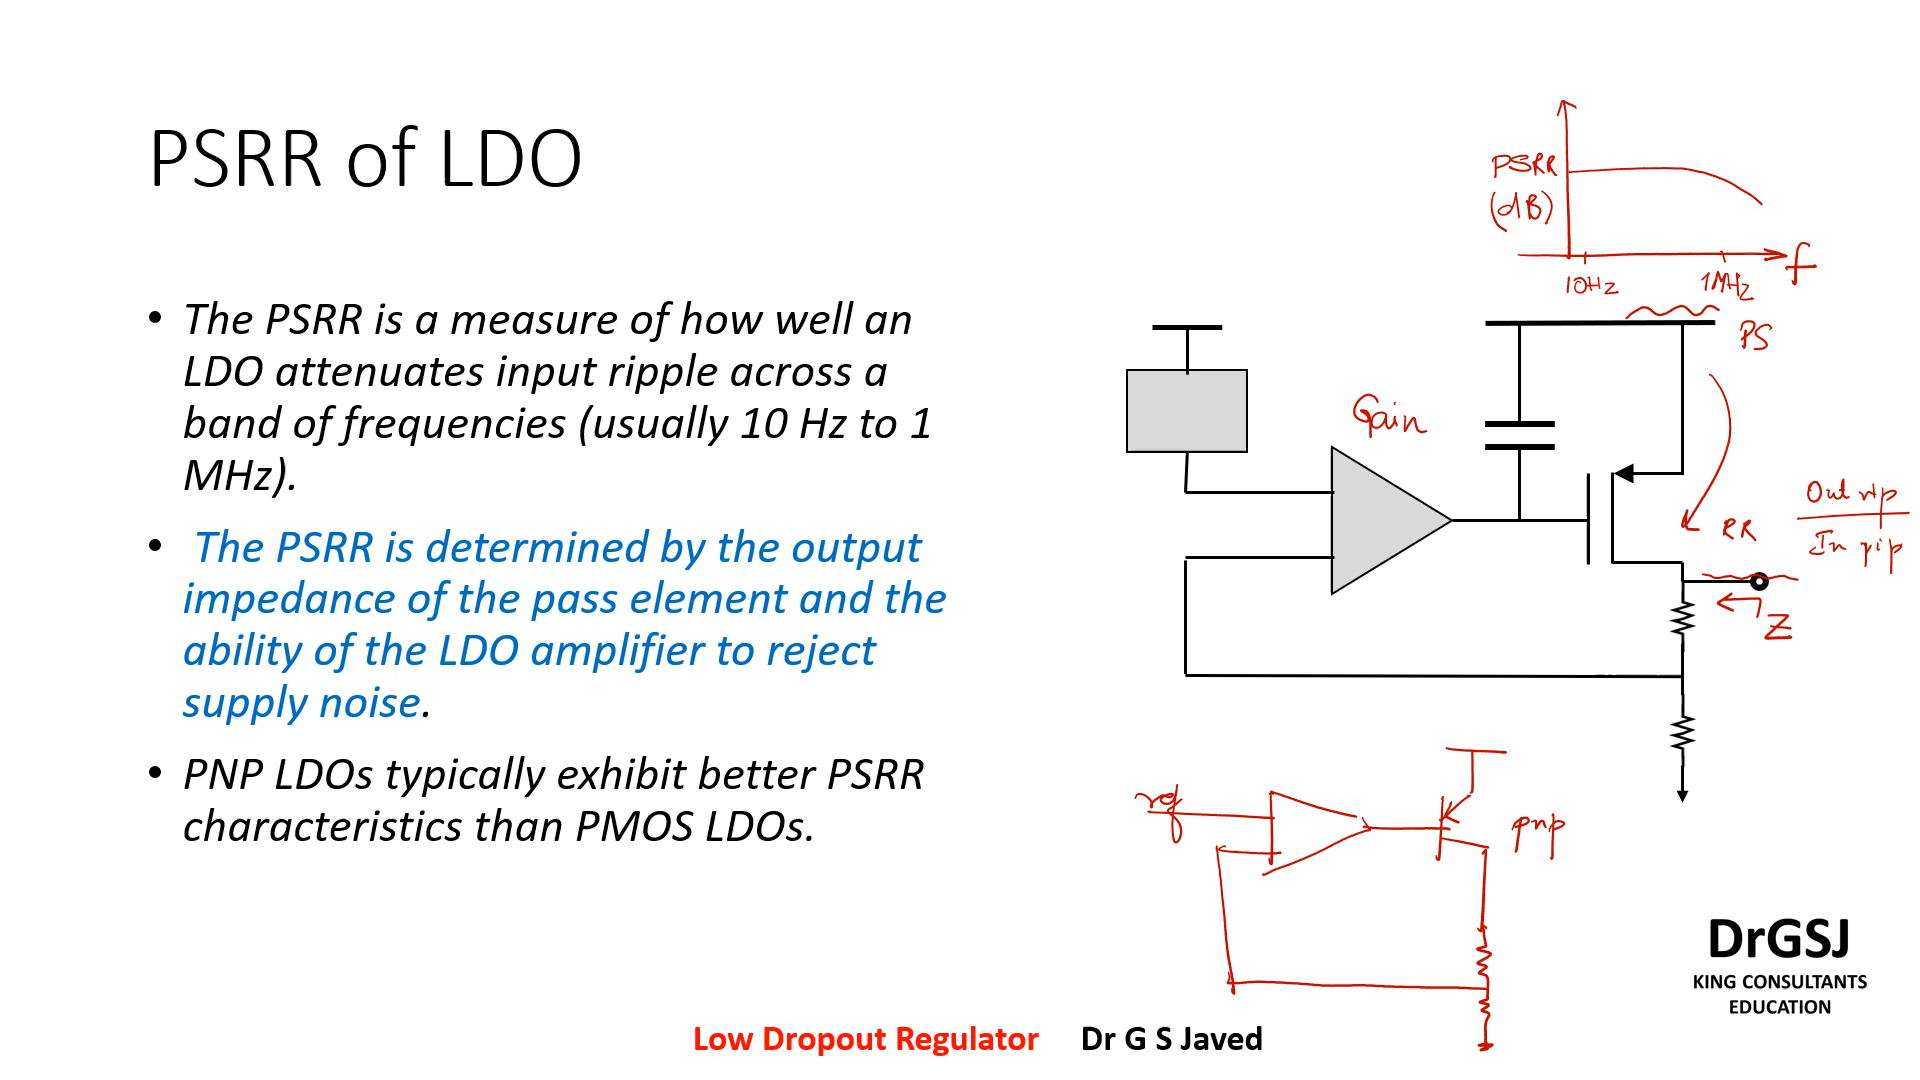 PSRR of LDO
• The PSRR is a measure of how well an
LDO attenuates input ripple across a
band of frequencies (usually 10 Hz to 1
MHz).
• The PSRR is determined by the output
impedance of the pass element and the
ability of the LDO amplifier to reject
supply noise.
• PNP LDOs typically exhibit better PSRR
characteristics than PMOS LDOs.
PSRR
(dB)
f
10Hz
1MHz
PS
Gain
RR
Out rip
In rip
Z
ref
pnp
DrGSJ
KING CONSULTANTS
EDUCATION
Low Dropout Regulator Dr G S Javed